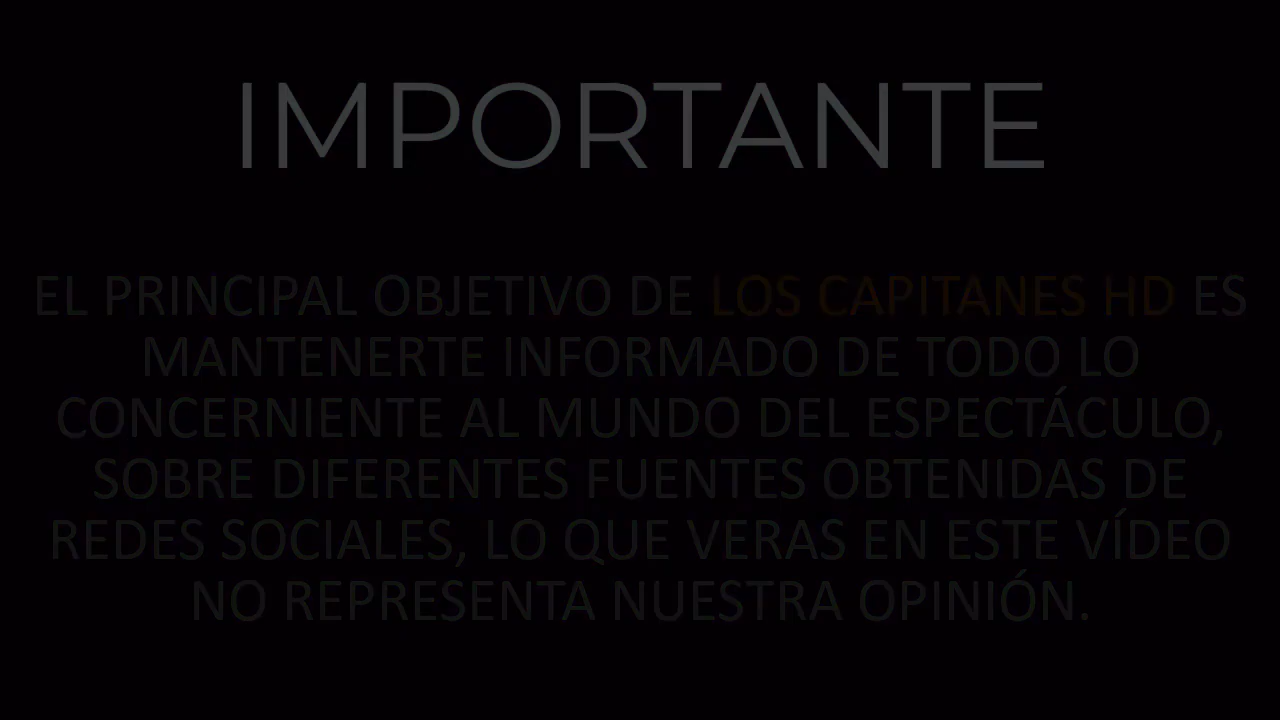 IMPORTANTE
EL PRINCIPAL OBJETIVO DE LOS CAPITANES HD ES
MANTENERTE INFORMADO DE TODO LO
CONCERNIENTE AL MUNDO DEL ESPECTÁCULO,
SOBRE DIFERENTES FUENTES OBTENIDAS DE
REDES SOCIALES, LO QUE VERAS EN ESTE VÍDEO
NO REPRESENTA NUESTRA OPINIÓN.